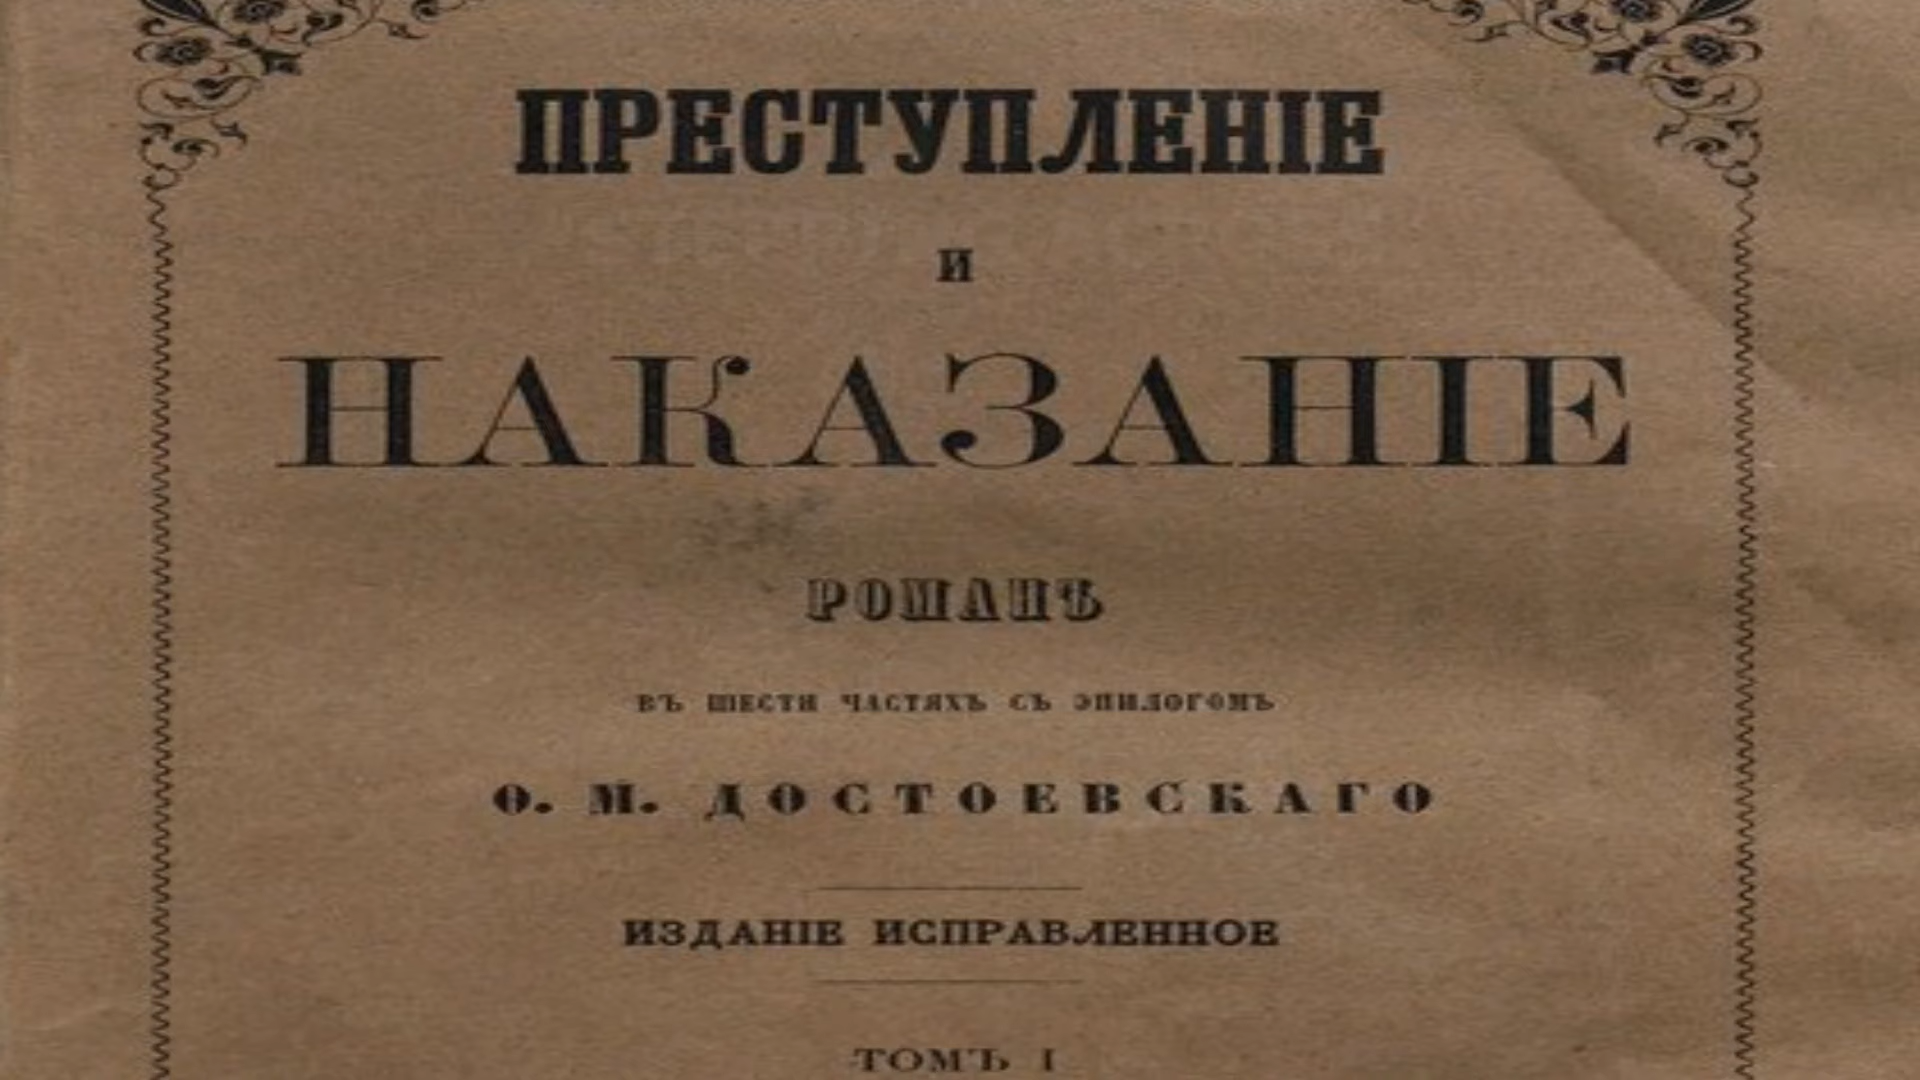 ПРЕСТУПЛЕНІЕ
И
НАКАЗАНІЕ
РОМАНЪ
ВЪ ШЕСТИ ЧАСТЯХЪ СЪ ЭПИЛОГОМЪ
Ѳ. М. ДОСТОЕВСКАГО
ИЗДАНІЕ ИСПРАВЛЕННОЕ
ТОМЪ I